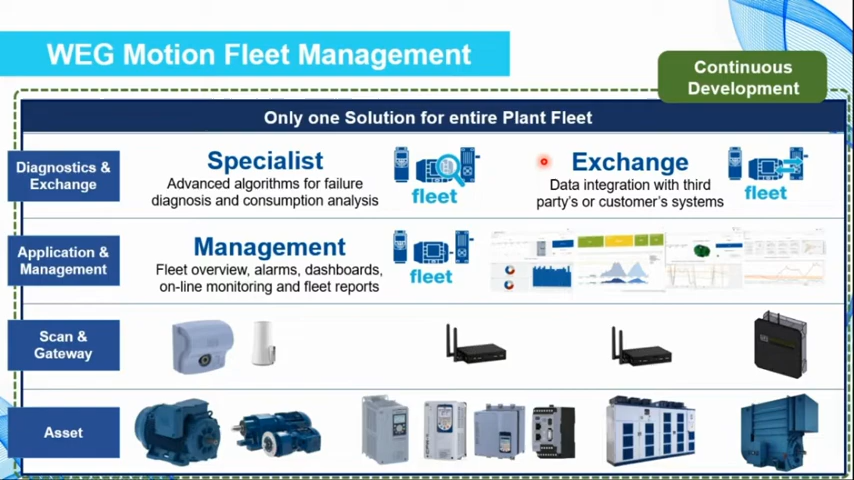 WEG Motion Fleet Management
Continuous
Development
Only one Solution for entire Plant Fleet
Diagnostics &
Exchange
Specialist
Advanced algorithms for failure
diagnosis and consumption analysis
fleet
Exchange
Data integration with third
party's or customer's systems
fleet
Application &
Management
Management
Fleet overview, alarms, dashboards,
on-line monitoring and fleet reports
fleet
Scan &
Gateway
Asset